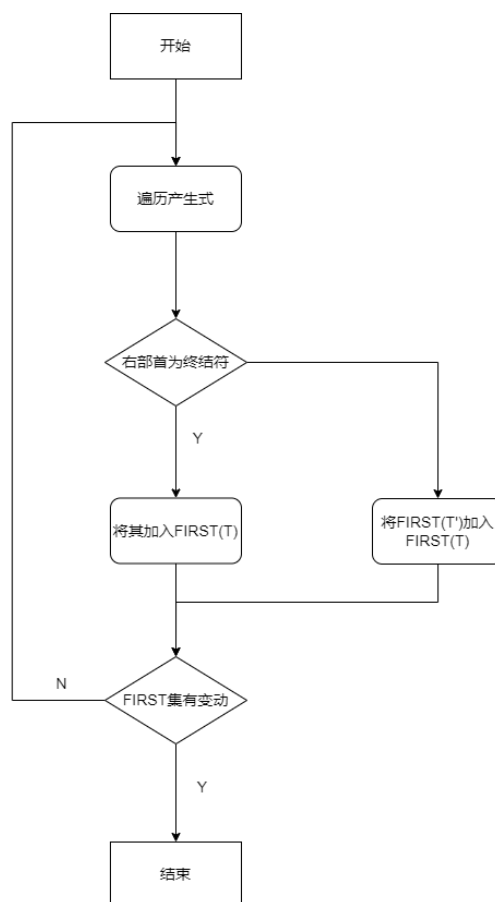 开始
遍历产生式
右部首为终结符
Y
将其加入FIRST(T)
将FIRST(T')加入
FIRST(T)
N
FIRST集有变动
Y
结束